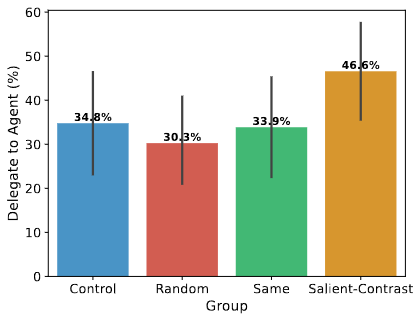 60
50
40
30
20
10
0
Delegate to Agent (%)
34.8%
30.3%
33.9%
46.6%
Control
Random
Same
Salient-Contrast
Group